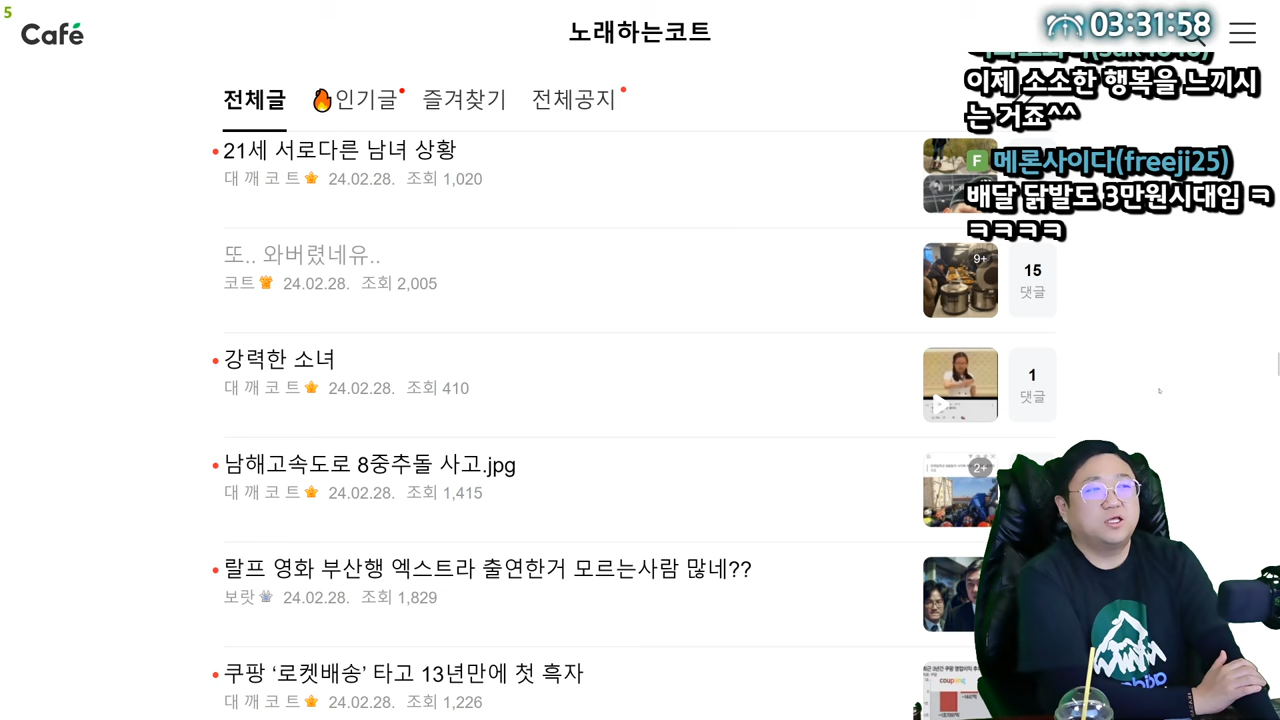 5
Café
노래하는코트
03:31:58
전체글
🔥인기글
즐겨찾기
전체공지
이제 소소한 행복을 느끼시
는 거죠^^
F 메론사이다(freeji25)
배달 닭발도 3만원시대임 ㅋ
ㅋㅋㅋㅋ
21세 서로다른 남녀 상황
대 깨 코 트 24.02.28. 조회 1,020
또.. 와버렸네유..
코트 24.02.28. 조회 2,005
9+
15
댓글
강력한 소녀
대 깨 코 트 24.02.28. 조회 410
1
댓글
남해고속도로 8중추돌 사고.jpg
대 깨 코 트 24.02.28. 조회 1,415
2+
랄프 영화 부산행 엑스트라 출연한거 모르는사람 많네??
보랏 24.02.28. 조회 1,829
쿠팡 ‘로켓배송’ 타고 13년만에 첫 흑자
대 깨 코 트 24.02.28. 조회 1,226
coupang